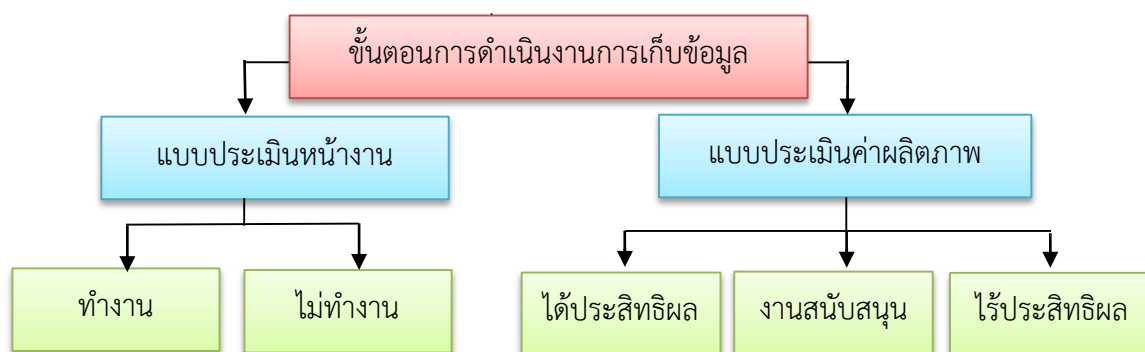 ขั้นตอนการดำเนินงานการเก็บข้อมูล
แบบประเมินหน้างาน
แบบประเมินค่าผลิตภาพ
ทำงาน
ไม่ทำงาน
ได้ประสิทธิผล
งานสนับสนุน
ไร้ประสิทธิผล